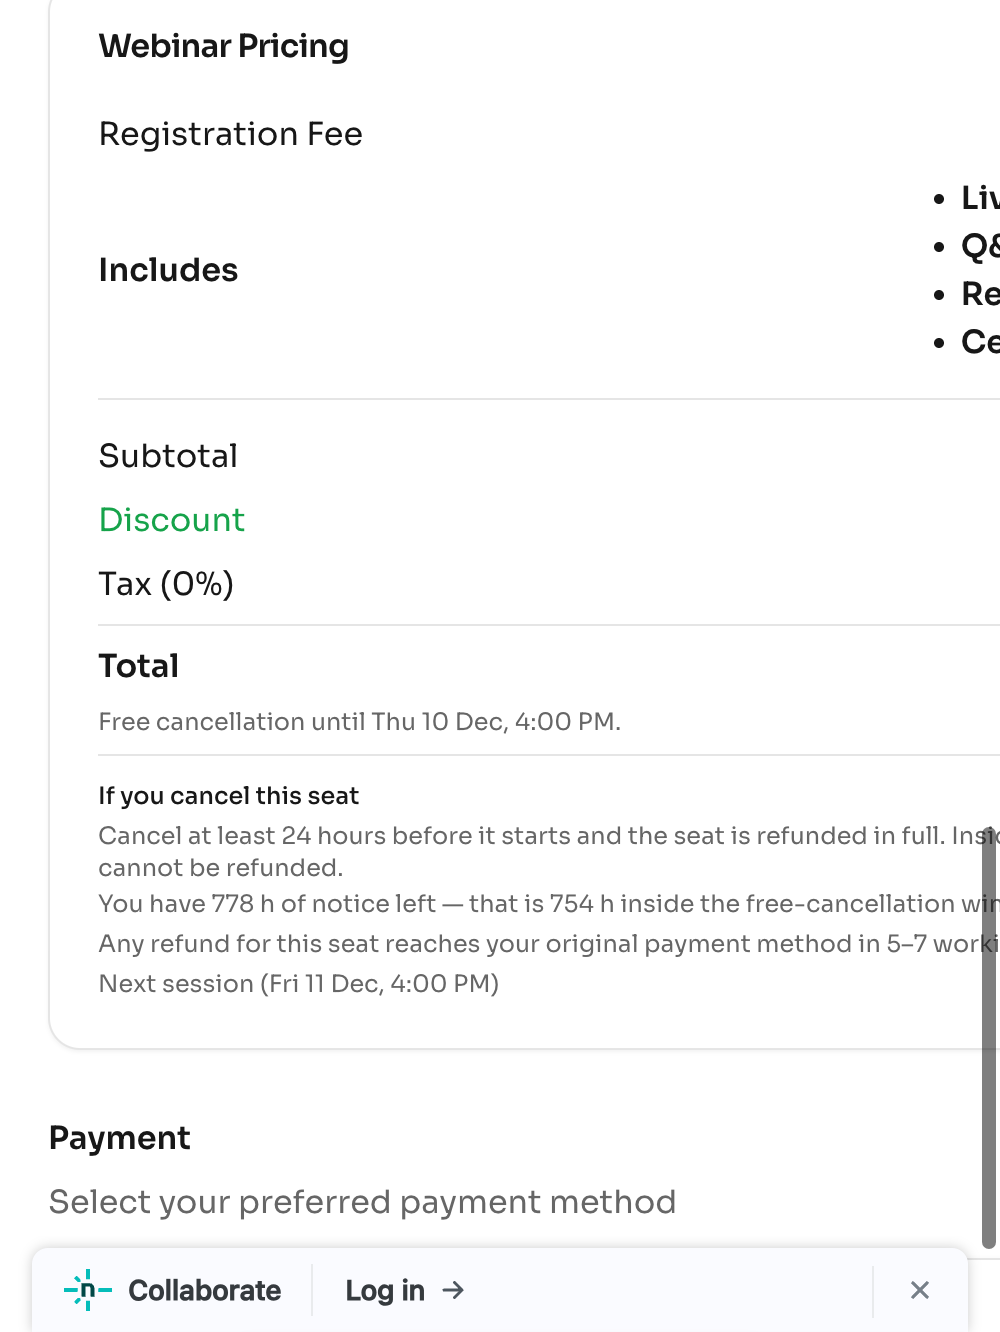 Webinar Pricing
Registration Fee
Includes
Subtotal
Discount
Tax (0%)
Total
Free cancellation until Thu 10 Dec, 4:00 PM.
If you cancel this seat
Cancel at least 24 hours before it starts and the seat is refunded in full.
cannot be refunded.
You have 778 h of notice left — that is 754 h inside the free-cancellation
Any refund for this seat reaches your original payment method in 5–7
Next session (Fri 11 Dec, 4:00 PM)
Payment
Select your preferred payment method
n Collaborate Log in →